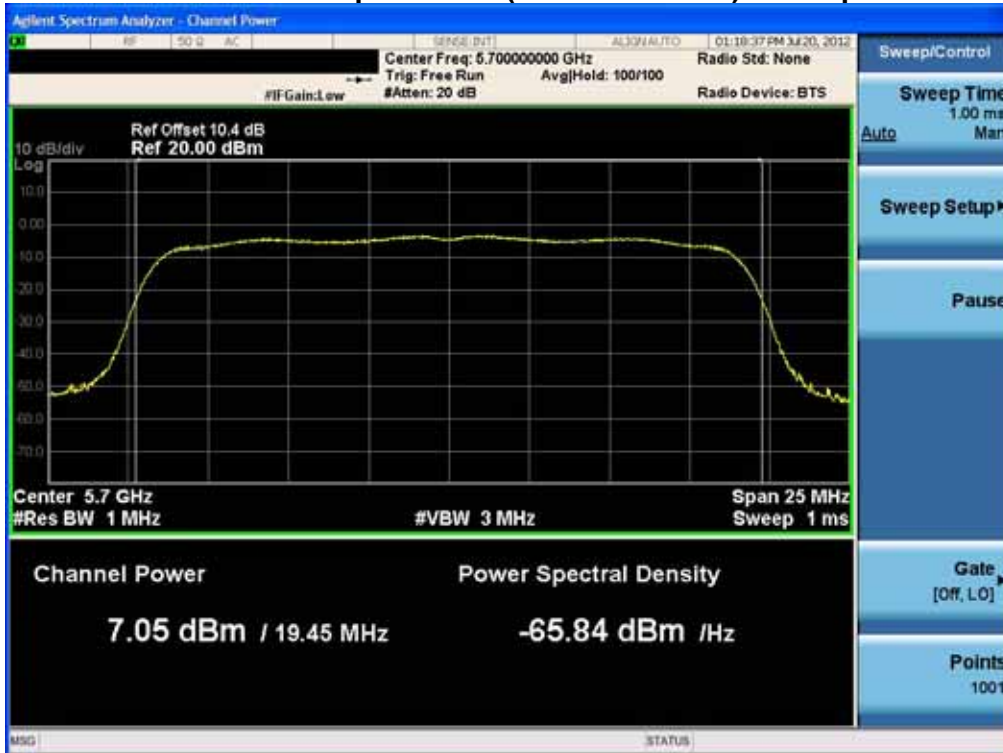 Agilent Spectrum Analyzer - Channel Power
RF 50 Ω AC SENSE:INT ALIGN AUTO 01:18:37 PM Jul 20, 2012
Center Freq: 5.700000000 GHz Radio Std: None
Trig: Free Run Avg|Hold: 100/100
#IFGain:Low #Atten: 20 dB Radio Device: BTS
Ref Offset 10.4 dB
10 dB/div Ref 20.00 dBm
Log
10.0
0.00
-10.0
-20.0
-30.0
-40.0
-50.0
-60.0
-70.0
Center 5.7 GHz Span 25 MHz
#Res BW 1 MHz #VBW 3 MHz Sweep 1 ms
Channel Power Power Spectral Density
7.05 dBm / 19.45 MHz -65.84 dBm /Hz
MSG STATUS
Sweep/Control
Sweep Time
1.00 ms
Auto Man
Sweep Setup
Pause
Gate
[Off, LO]
Points
1001